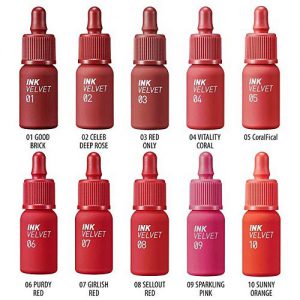 INK
VELVET
01
INK
VELVET
02
INK
VELVET
03
INK
VELVET
04
INK
VELVET
05
01 GOOD
BRICK
02 CELEB
DEEP ROSE
03 RED
ONLY
04 VITALITY
CORAL
05 CoralFical
INK
VELVET
06
INK
VELVET
07
INK
VELVET
08
INK
VELVET
09
INK
VELVET
10
06 PURDY
RED
07 GIRLISH
RED
08 SELLOUT
RED
09 SPARKLING
PINK
10 SUNNY
ORANGE